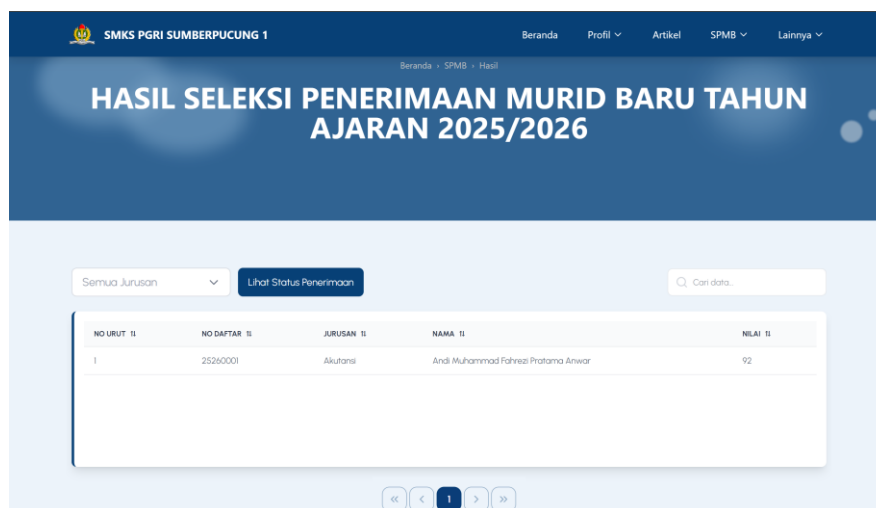 SMKS PGRI SUMBERPUCUNG 1 Beranda Profil Artikel SPMB Lainnya
Beranda › SPMB › Hasil
HASIL SELEKSI PENERIMAAN MURID BARU TAHUN
AJARAN 2025/2026
Semua Jurusan Lihat Status Penerimaan Cari data...
NO URUT NO DAFTAR JURUSAN NAMA NILAI
1 25260001 Akutansi Andi Muhammad Fahrezi Pratama Anwar 92
« ‹ 1 › »